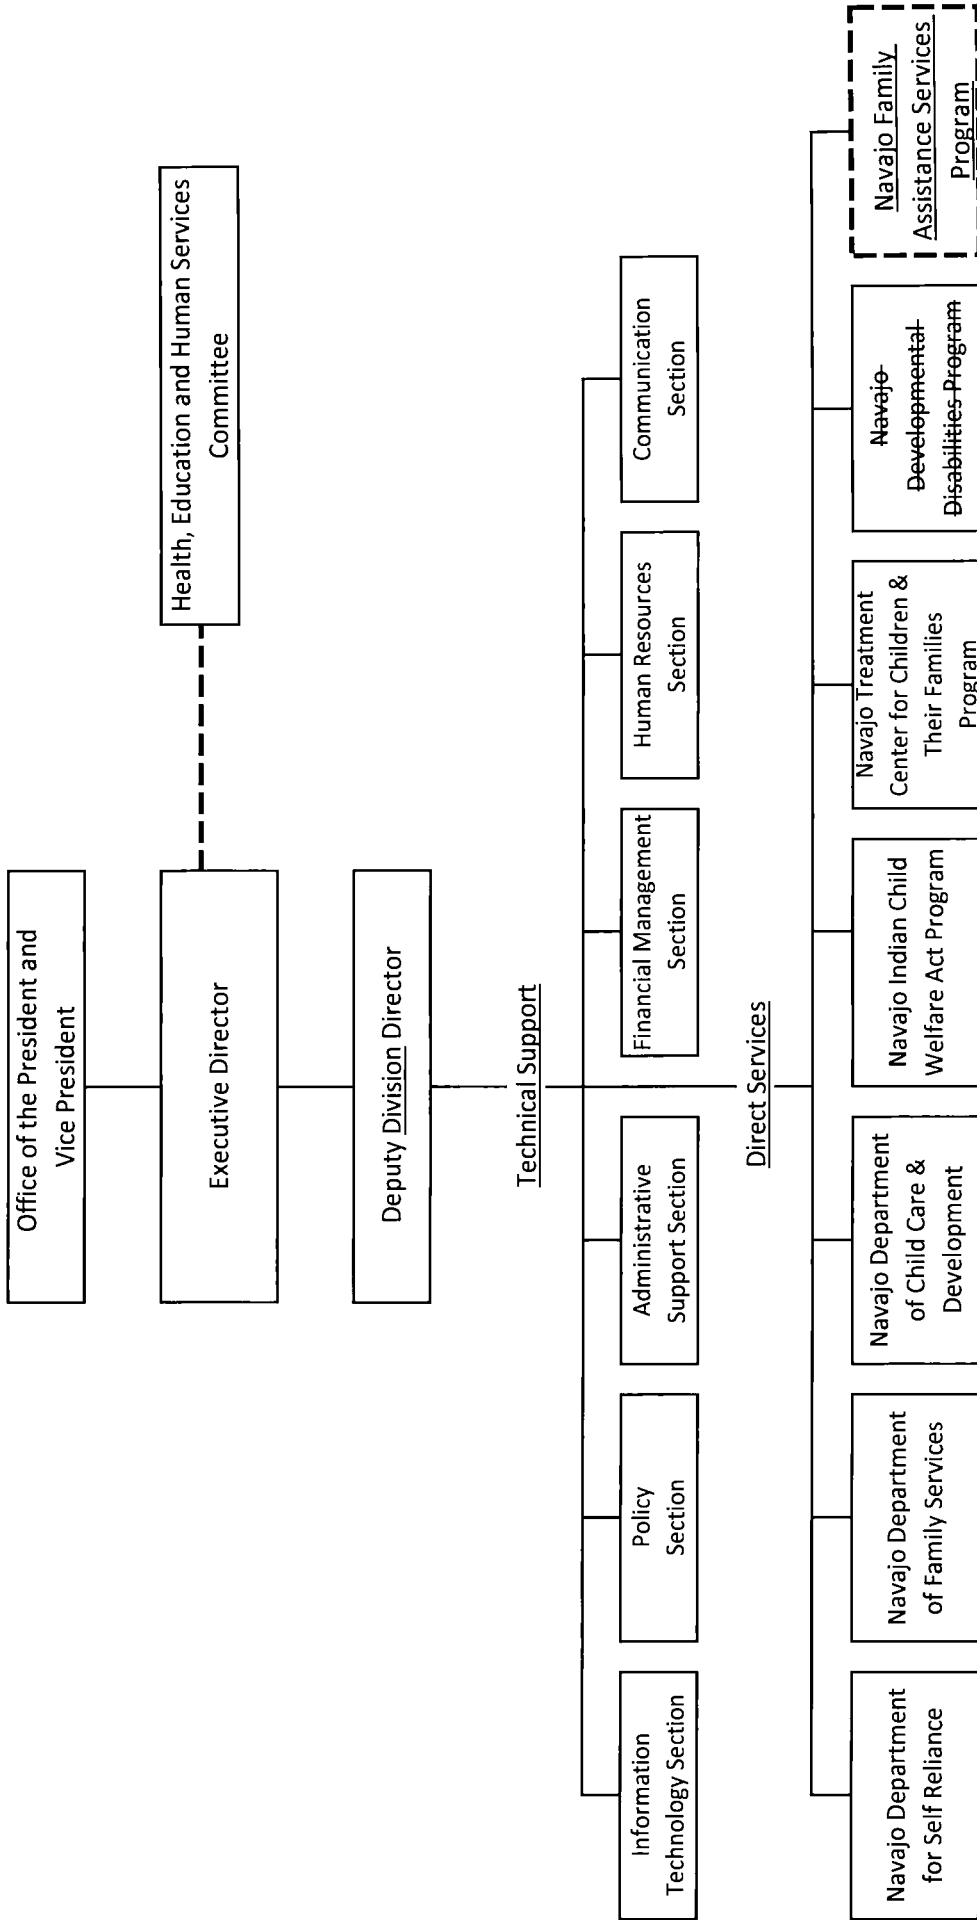 Office of the President and
Vice President
Health, Education and Human Services
Committee
Executive Director
Deputy Division Director
Technical Support
Information
Technology Section
Policy
Section
Administrative
Support Section
Financial Management
Section
Human Resources
Section
Communication
Section
Direct Services
Navajo Department
for Self Reliance
Navajo Department
of Family Services
Navajo Department
of Child Care &
Development
Navajo Indian Child
Welfare Act Program
Navajo Treatment
Center for Children &
Their Families
Program
Navajo
Developmental
Disabilities Program
Navajo Family
Assistance Services
Program